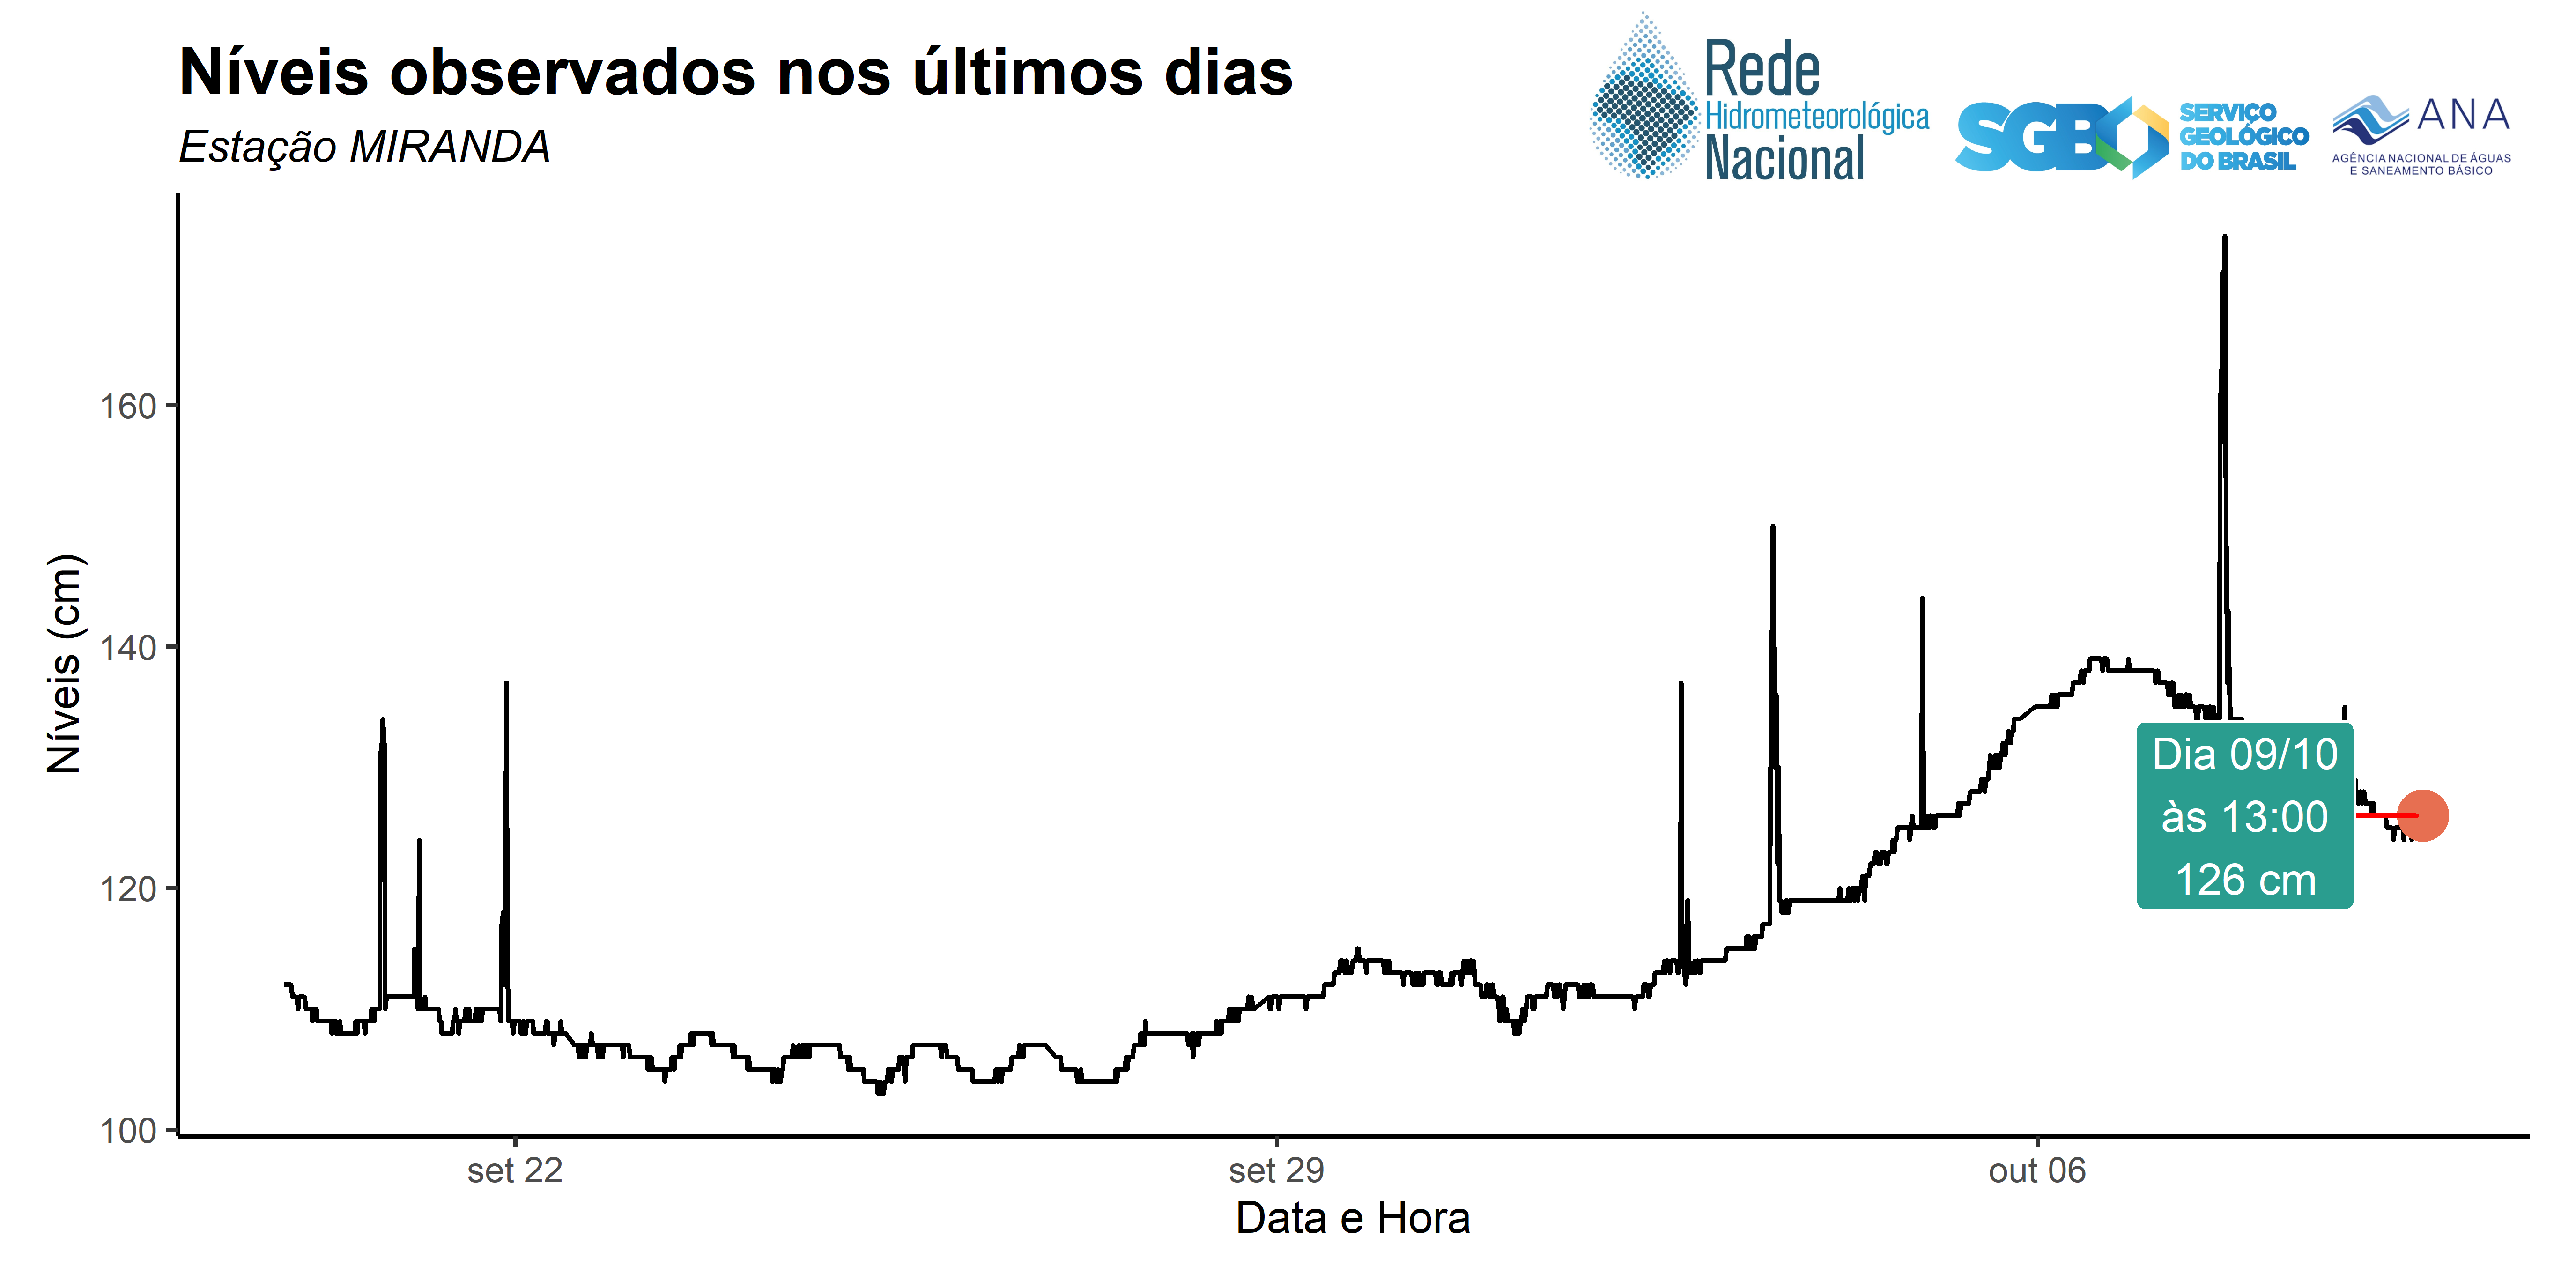 Níveis observados nos últimos dias
Estação MIRANDA
Rede
Hidrometeorológica
Nacional
SGB
SERVIÇO
GEOLÓGICO
DO BRASIL
ANA
AGÊNCIA NACIONAL DE ÁGUAS
E SANEAMENTO BÁSICO
Níveis (cm)
160
140
120
100
Dia 09/10
às 13:00
126 cm
set 22
set 29
out 06
Data e Hora